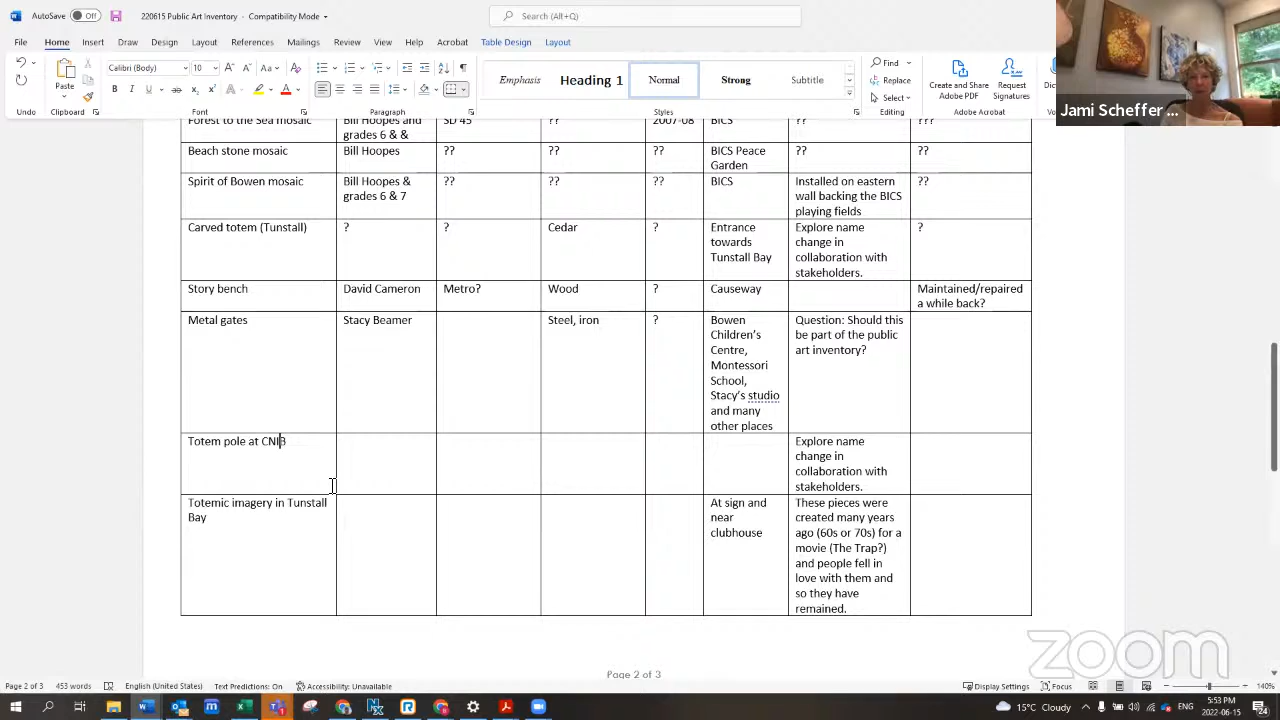 AutoSave Off 220615 Public Art Inventory - Compatibility Mode Search (Alt+Q)
File Home Insert Draw Design Layout References Mailings Review View Help Acrobat Table Design Layout
Paste Calibri (Body) 10 Aa Emphasis Heading 1 Normal Strong Subtitle Find Replace Select Create and Share Adobe PDF Request Signatures
Undo Clipboard Font Paragraph Styles Editing Adobe Acrobat
Jami Scheffer ...
Forest to the Sea mosaic Bill Hoopes and SD 45 ?? 2007-08 BICS ?? ???
grades 6 & &
Beach stone mosaic Bill Hoopes ?? ?? ?? BICS Peace ?? ??
Garden
Spirit of Bowen mosaic Bill Hoopes & ?? ?? ?? BICS Installed on eastern ??
grades 6 & 7 wall backing the BICS
playing fields
Carved totem (Tunstall) ? ? Cedar ? Entrance Explore name ?
towards change in
Tunstall Bay collaboration with
stakeholders.
Story bench David Cameron Metro? Wood ? Causeway Maintained/repaired
a while back?
Metal gates Stacy Beamer Steel, iron ? Bowen Question: Should this
Children's be part of the public
Centre, art inventory?
Montessori
School,
Stacy's studio
and many
other places
Totem pole at CNIB Explore name
change in
collaboration with
stakeholders.
Totemic imagery in Tunstall At sign and These pieces were
Bay near created many years
clubhouse ago (60s or 70s) for a
movie (The Trap?)
and people fell in
love with them and
so they have
remained.
Page 2 of 3
zoom
Page 2 of 3 453 words English (United States) Text Predictions: On Accessibility: Unavailable Display Settings Focus 140%
15°C Cloudy ENG 5:53 PM
2022-06-15 24